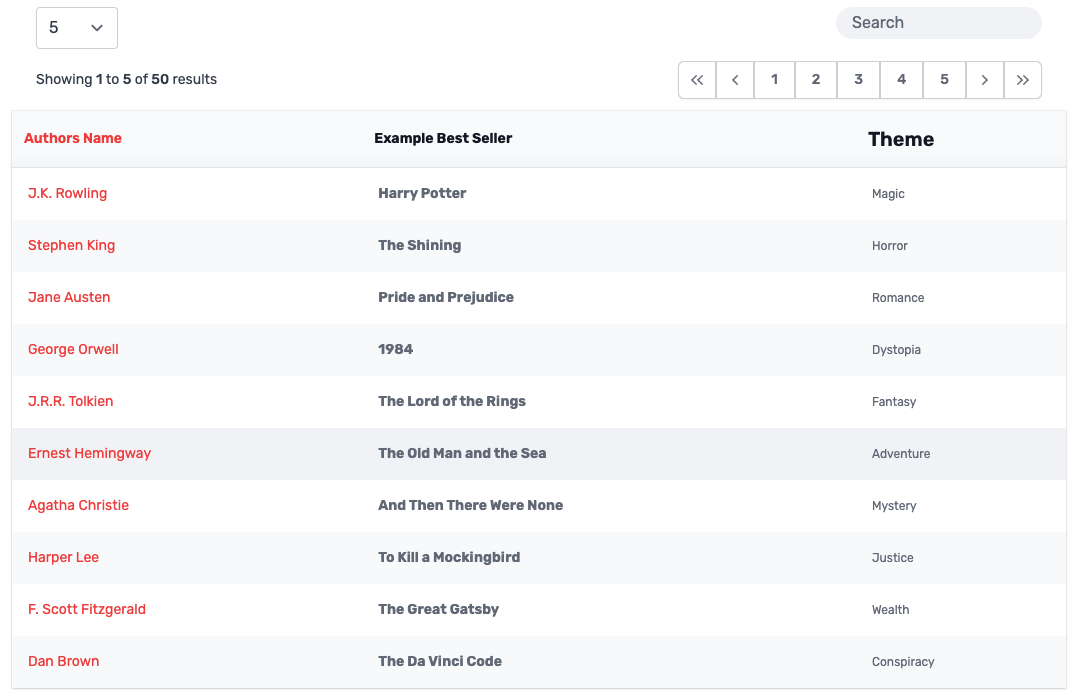 5
Search
Showing 1 to 5 of 50 results
« ‹ 1 2 3 4 5 › »
Authors Name Example Best Seller Theme
J.K. Rowling Harry Potter Magic
Stephen King The Shining Horror
Jane Austen Pride and Prejudice Romance
George Orwell 1984 Dystopia
J.R.R. Tolkien The Lord of the Rings Fantasy
Ernest Hemingway The Old Man and the Sea Adventure
Agatha Christie And Then There Were None Mystery
Harper Lee To Kill a Mockingbird Justice
F. Scott Fitzgerald The Great Gatsby Wealth
Dan Brown The Da Vinci Code Conspiracy